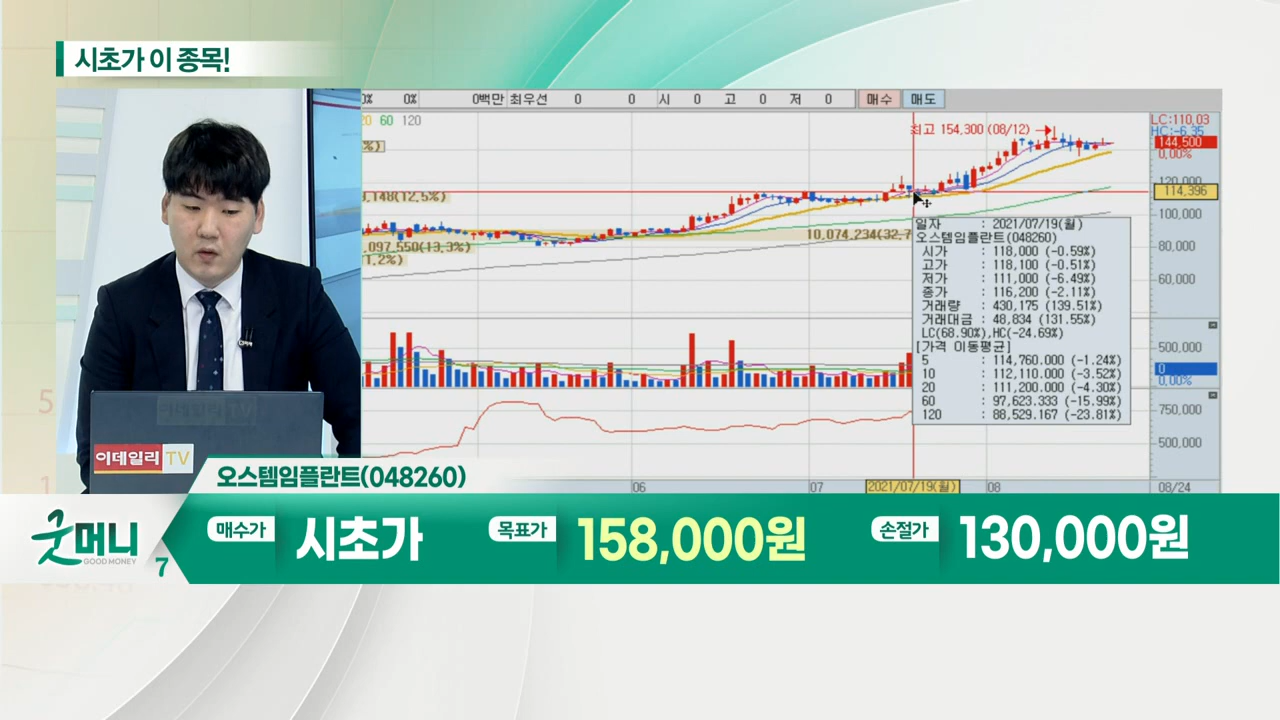 시초가 이 종목!
0% 0% 0백만 최우선 0 0 시 0 고 0 저 0 매수 매도
20 60 120
최고 154,300 (08/12)
LC:110.03
HC:-6.35
144,500
0.00%
120,000
114,396
100,000
80,000
60,000
,148(12.5%)
,097,550(13.3%)
1.2%)
10,074,234(32.7
일자 : 2021/07/19(월)
오스템임플란트(048260)
시가 : 118,000 (-0.59%)
고가 : 118,100 (-0.51%)
저가 : 111,000 (-6.49%)
종가 : 116,200 (-2.11%)
거래량 : 430,175 (139.51%)
거래대금 : 48,834 (131.55%)
LC(68.90%),HC(-24.69%)
[가격 이동평균]
5 : 114,760.000 (-1.24%)
10 : 112,110.000 (-3.52%)
20 : 111,200.000 (-4.30%)
60 : 97,623.333 (-15.99%)
120 : 88,529.167 (-23.81%)
500,000
0
0.00%
750,000
500,000
06 07 2021/07/19(월) 08 08/24
이데일리 TV
이데일리 TV
오스템임플란트(048260)
굿머니
GOOD MONEY
7
매수가 시초가 목표가 158,000원 손절가 130,000원